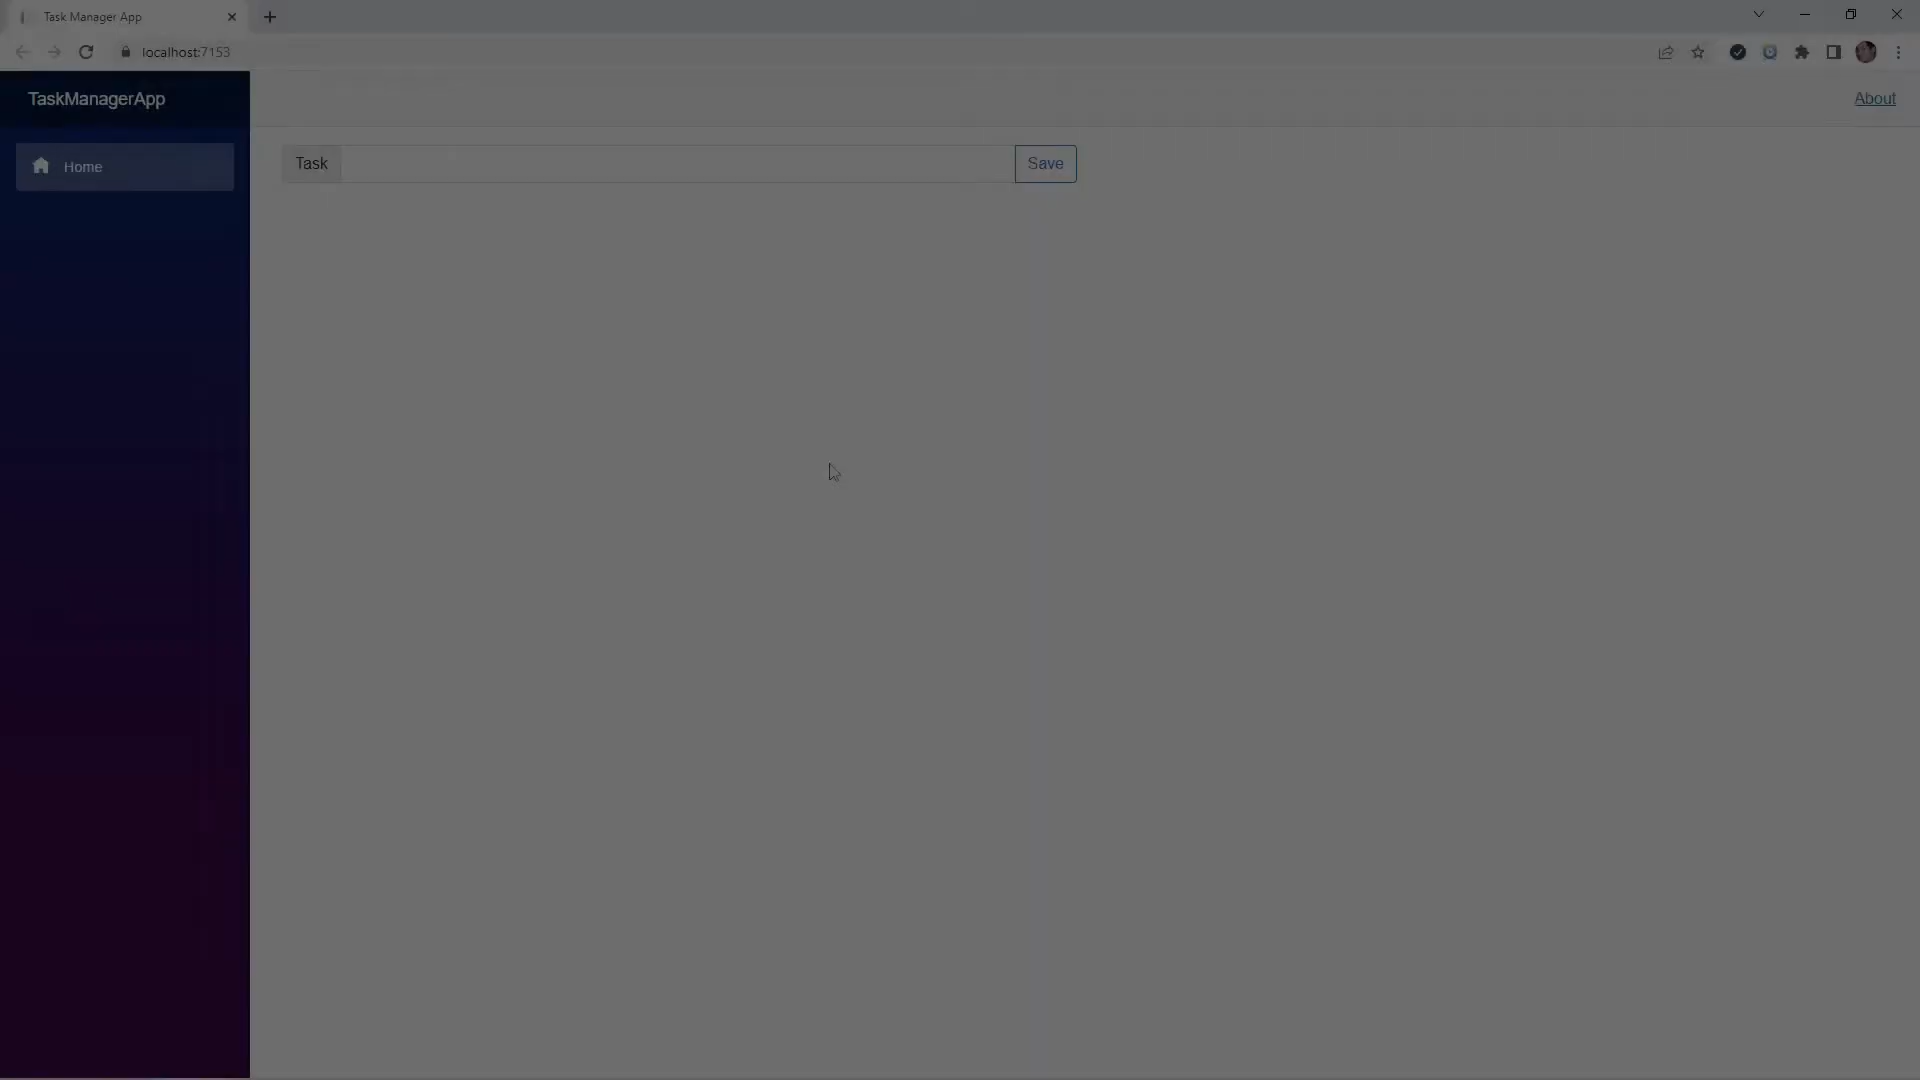 Task Manager App
localhost:7153
TaskManagerApp
About
Home
Task
Save